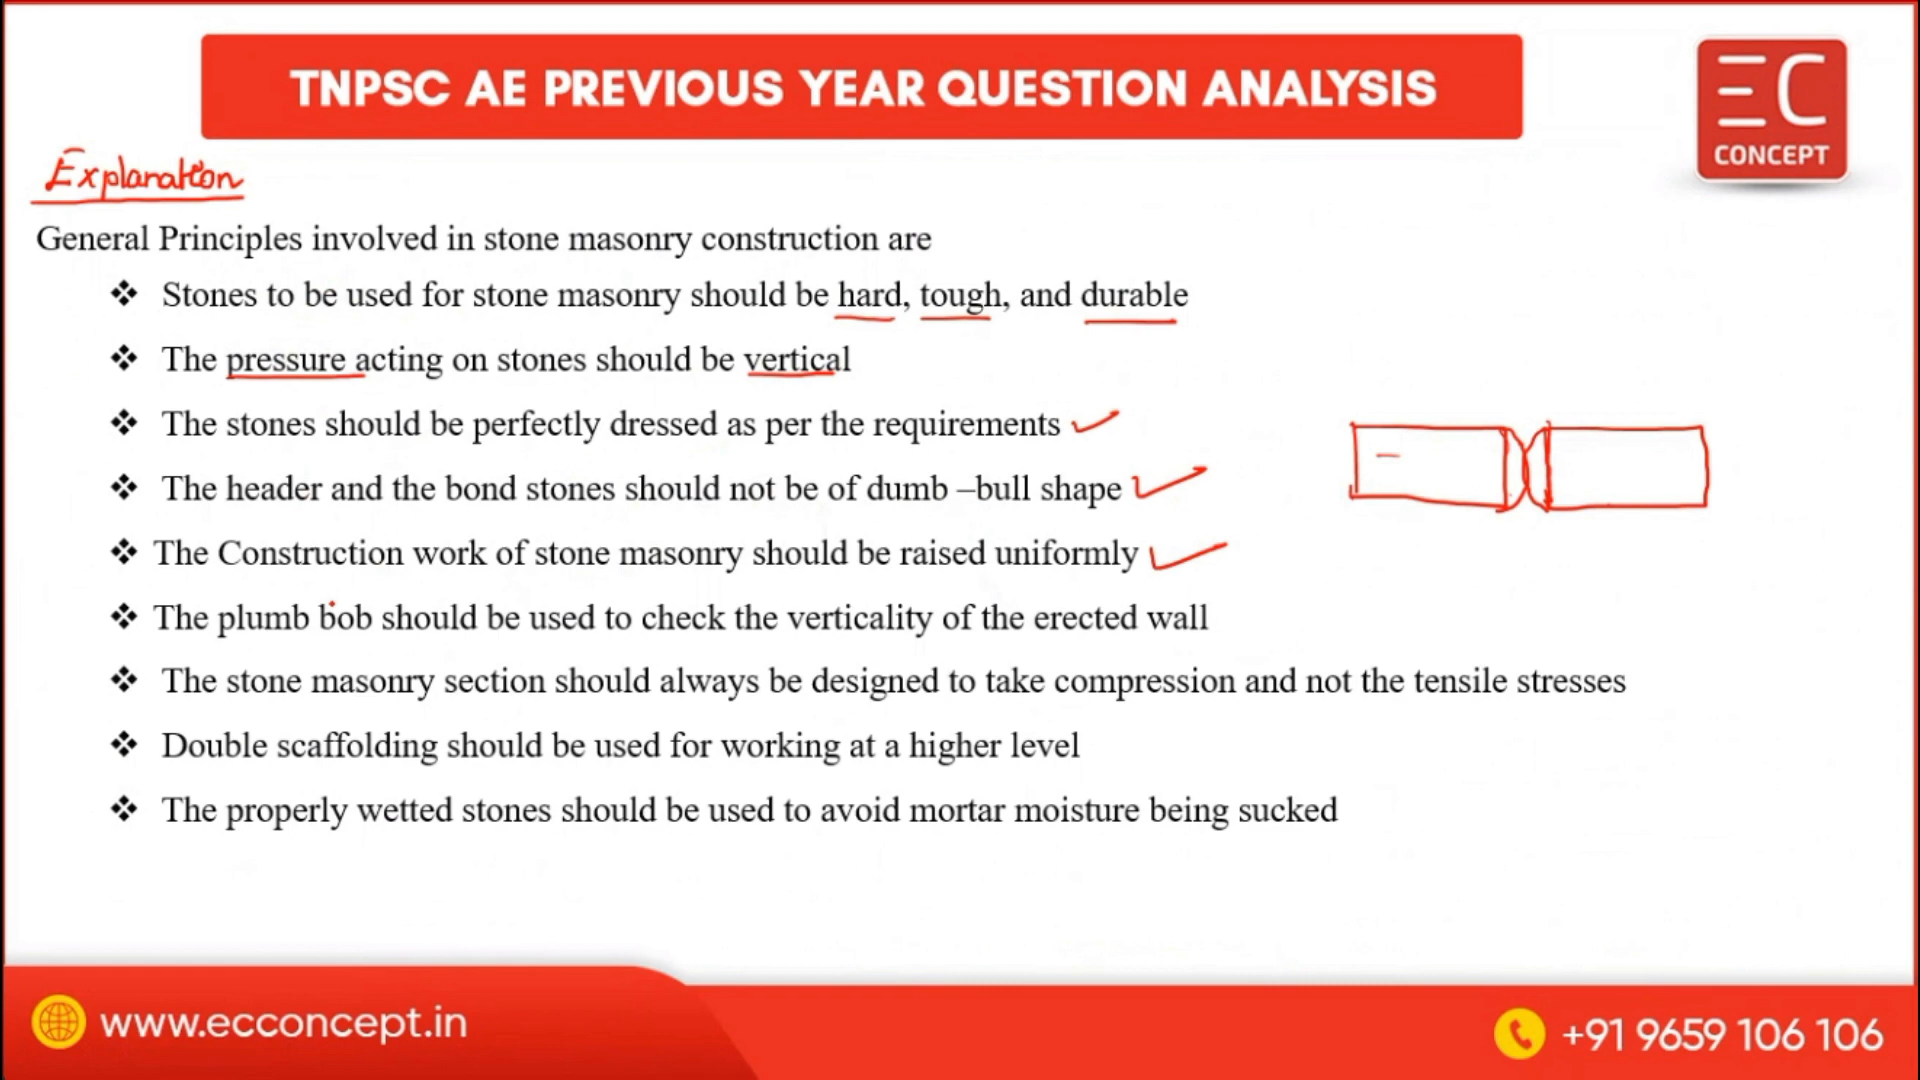 TNPSC AE PREVIOUS YEAR QUESTION ANALYSIS
EC
CONCEPT
Explanation
General Principles involved in stone masonry construction are
❖ Stones to be used for stone masonry should be hard, tough, and durable
❖ The pressure acting on stones should be vertical
❖ The stones should be perfectly dressed as per the requirements
❖ The header and the bond stones should not be of dumb –bull shape
❖ The Construction work of stone masonry should be raised uniformly
❖ The plumb bob should be used to check the verticality of the erected wall
❖ The stone masonry section should always be designed to take compression and not the tensile stresses
❖ Double scaffolding should be used for working at a higher level
❖ The properly wetted stones should be used to avoid mortar moisture being sucked
www.ecconcept.in
+91 9659 106 106